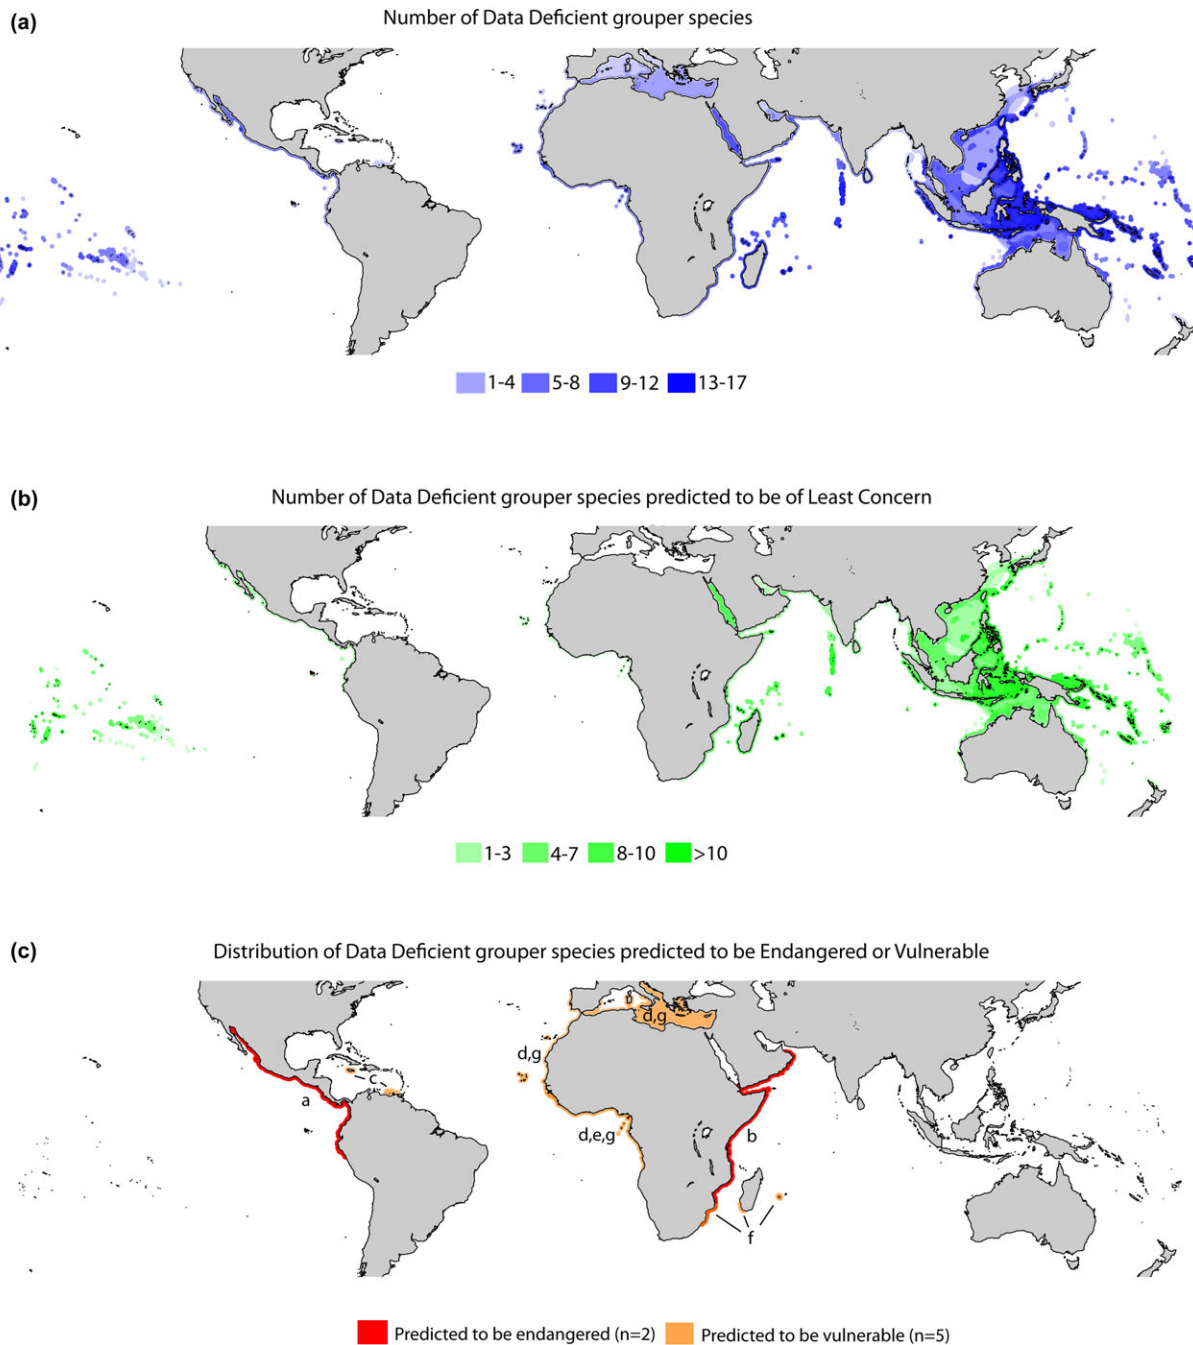 (a)
Number of Data Deficient grouper species
1-4 5-8 9-12 13-17
(b)
Number of Data Deficient grouper species predicted to be of Least Concern
1-3 4-7 8-10 >10
(c)
Distribution of Data Deficient grouper species predicted to be Endangered or Vulnerable
d,g
d,g
c
a
d,e,g
b
f
Predicted to be endangered (n=2) Predicted to be vulnerable (n=5)